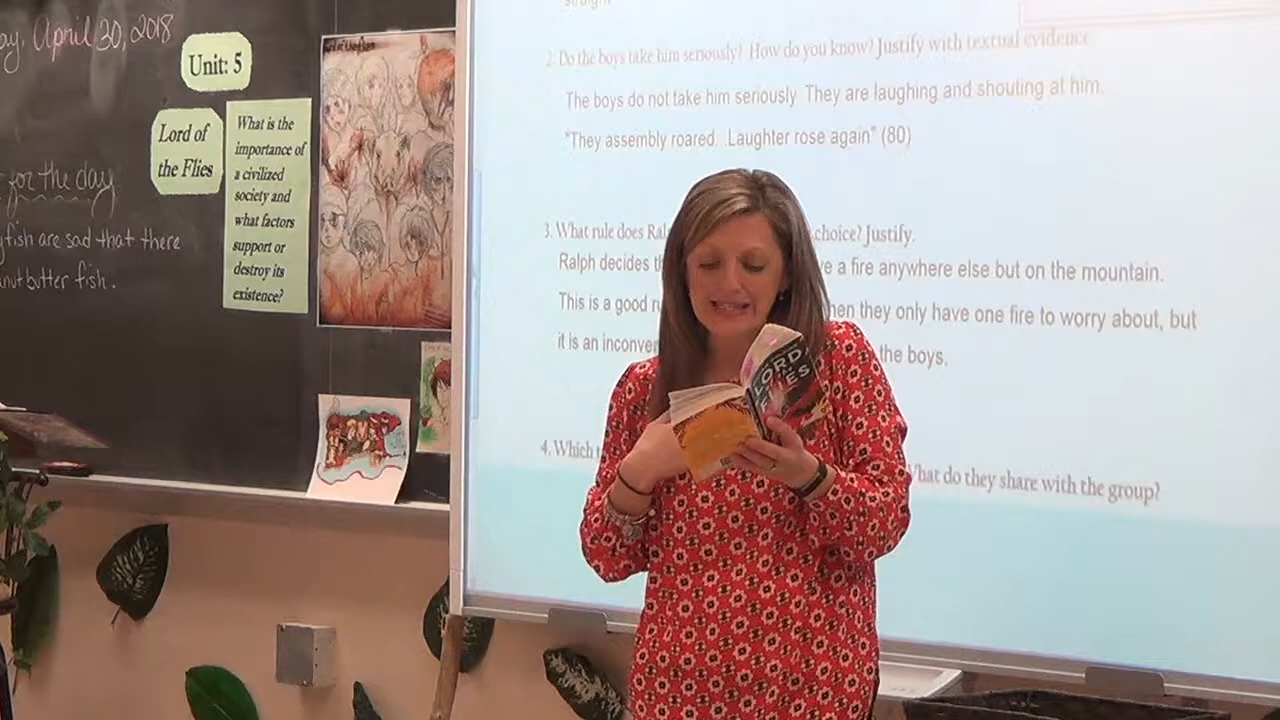 ay. April 30, 2018
for the day
yfish are sad that there
nut butter fish.
Unit: 5
Lord of
the Flies
What is the
importance of
a civilized
society and
what factors
support or
destroy its
existence?
straight
2. Do the boys take him seriously? How do you know? Justify with textual evidence
The boys do not take him seriously They are laughing and shouting at him.
"They assembly roared. Laughter rose again" (80)
3. What rule does Ral choice? Justify.
Ralph decides th e a fire anywhere else but on the mountain.
This is a good ru hen they only have one fire to worry about, but
it is an inconven the boys.
4. Which t hat do they share with the group?
LORD
FLIES